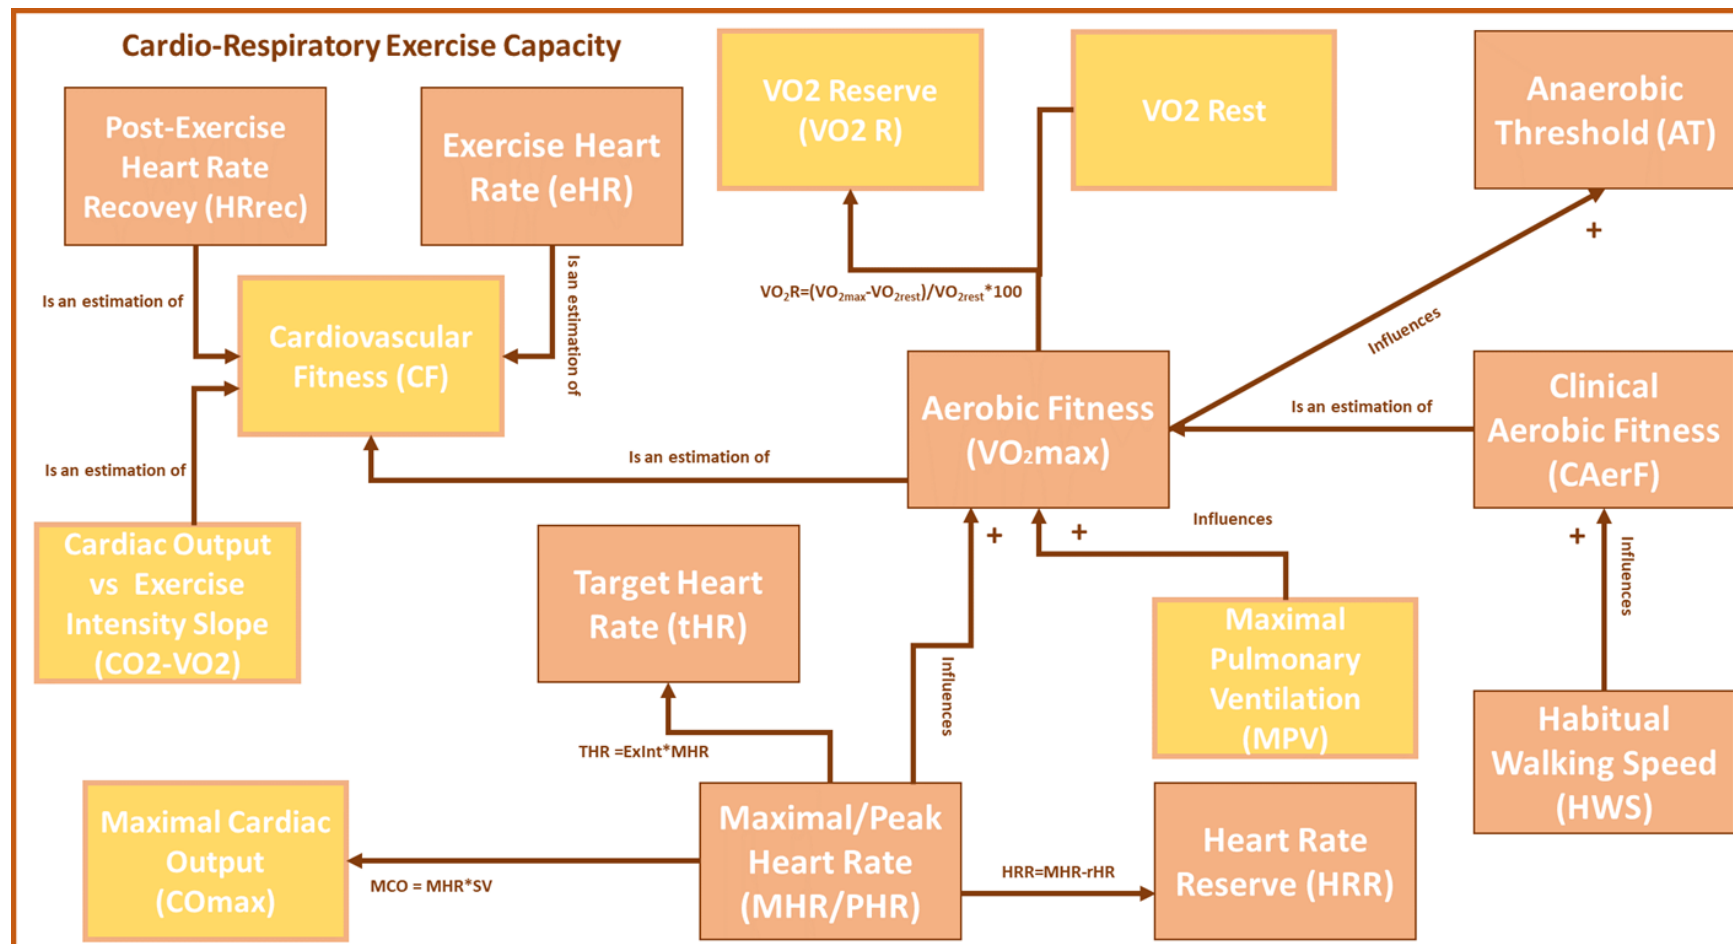 Cardio-Respiratory Exercise Capacity
Post-Exercise
Heart Rate
Recovey (HRrec)
Exercise Heart
Rate (eHR)
VO2 Reserve
(VO2 R)
VO2 Rest
Anaerobic
Threshold (AT)
+
Is an estimation of
Is an estimation of
VO₂R=(VO₂max-VO₂rest)/VO₂rest*100
Influences
Cardiovascular
Fitness (CF)
Aerobic Fitness
(VO₂max)
Is an estimation of
Clinical
Aerobic Fitness
(CAerF)
Is an estimation of
Is an estimation of
Cardiac Output
vs Exercise
Intensity Slope
(CO2-VO2)
Target Heart
Rate (tHR)
+
+
Influences
+
Influences
Influences
Maximal
Pulmonary
Ventilation
(MPV)
Habitual
Walking Speed
(HWS)
THR =ExInt*MHR
Maximal Cardiac
Output
(COmax)
MCO = MHR*SV
Maximal/Peak
Heart Rate
(MHR/PHR)
HRR=MHR-rHR
Heart Rate
Reserve (HRR)